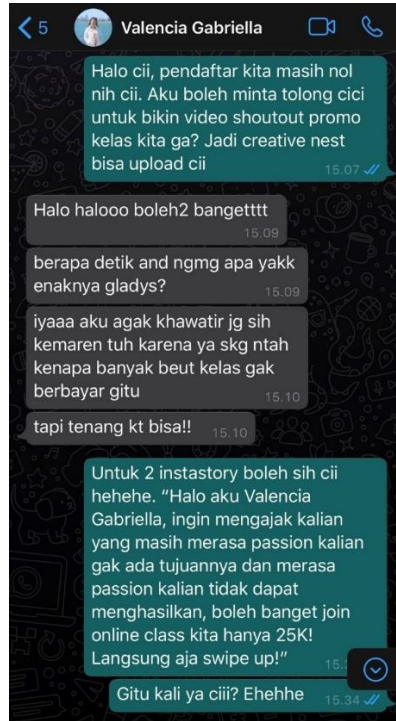 5
Valencia Gabriella
Halo cii, pendaftar kita masih nol
nih cii. Aku boleh minta tolong cici
untuk bikin video shoutout promo
kelas kita ga? Jadi creative nest
bisa upload cii
15.07
Halo halooo boleh2 bangetttt
15.09
berapa detik and ngmg apa yakk
enaknya gladys?
15.09
iyaaa aku agak khawatir jg sih
kemaren tuh karena ya skg ntah
kenapa banyak beut kelas gak
berbayar gitu
15.10
tapi tenang kt bisa!!
15.10
Untuk 2 instastory boleh sih cii
hehehe. “Halo aku Valencia
Gabriella, ingin mengajak kalian
yang masih merasa passion kalian
gak ada tujuannya dan merasa
passion kalian tidak dapat
menghasilkan, boleh banget join
online class kita hanya 25K!
Langsung aja swipe up!”
Gitu kali ya ciii? Ehehhe
15.34